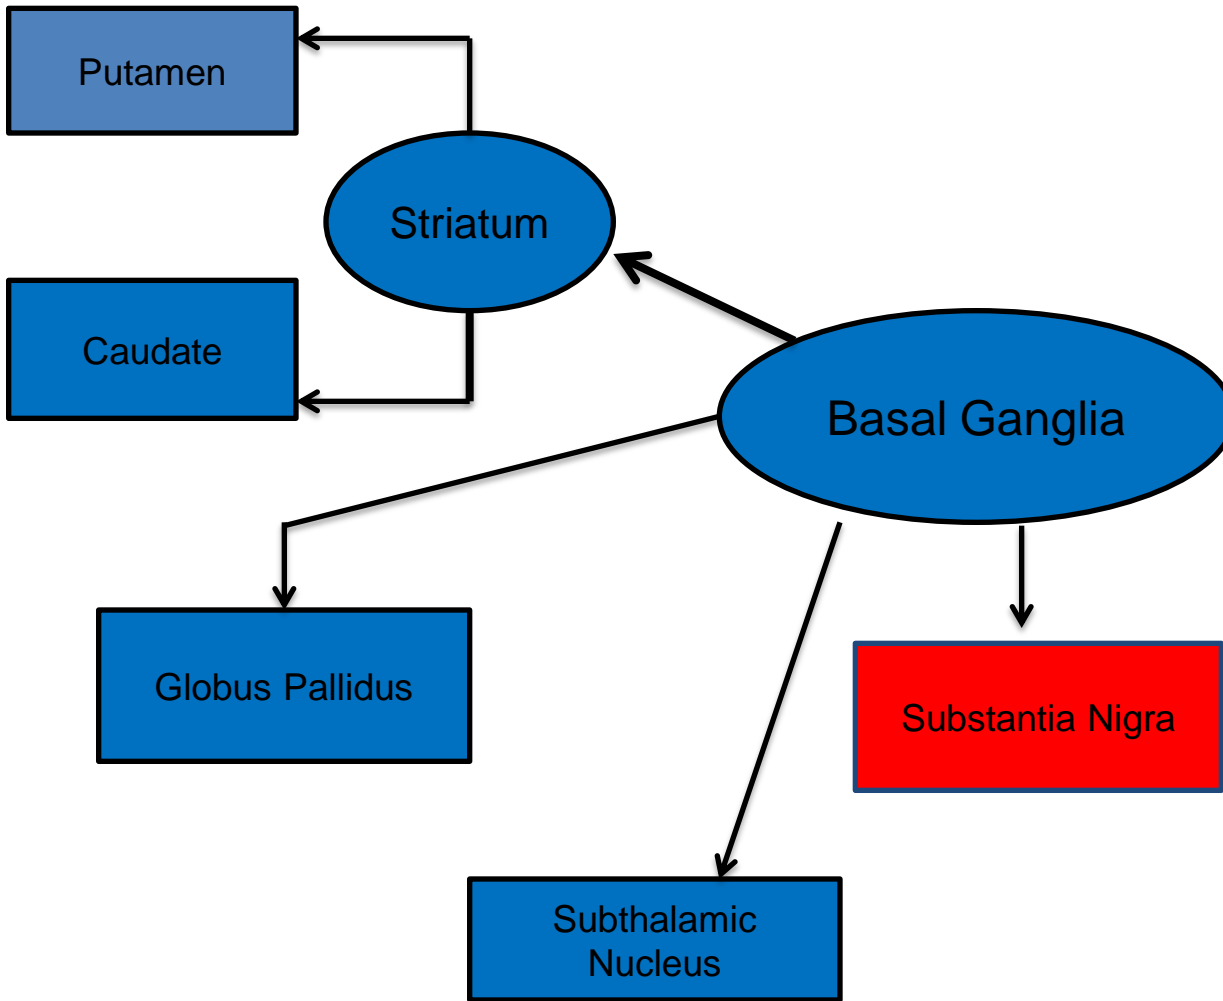 Putamen
Striatum
Caudate
Basal Ganglia
Globus Pallidus
Substantia Nigra
Subthalamic
Nucleus